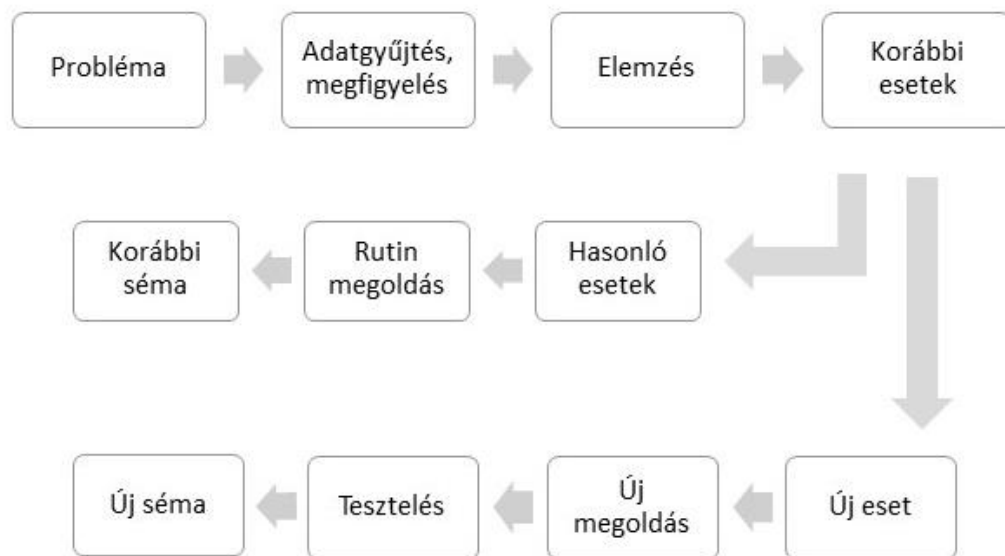 Probléma
Adatgyűjtés,
megfigyelés
Elemzés
Korábbi
esetek
Korábbi
séma
Rutin
megoldás
Hasonló
esetek
Új séma
Tesztelés
Új
megoldás
Új eset